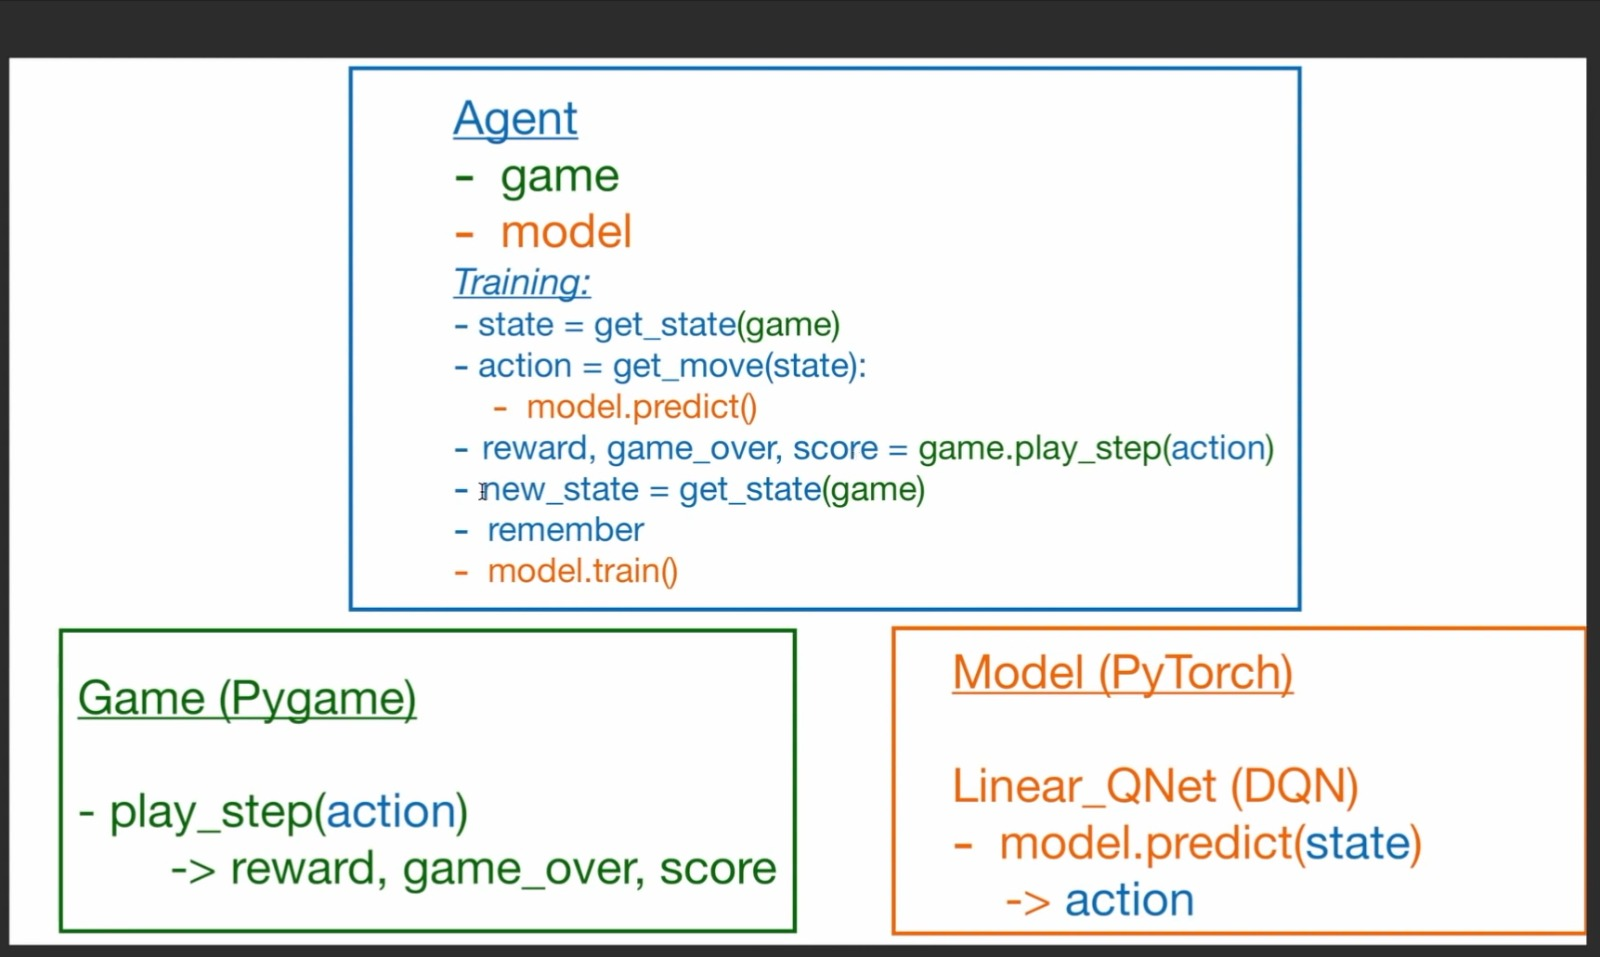 Agent
- game
- model
Training:
- state = get_state(game)
- action = get_move(state):
- model.predict()
- reward, game_over, score = game.play_step(action)
- new_state = get_state(game)
- remember
- model.train()
Game (Pygame)
- play_step(action)
-> reward, game_over, score
Model (PyTorch)
Linear_QNet (DQN)
- model.predict(state)
-> action